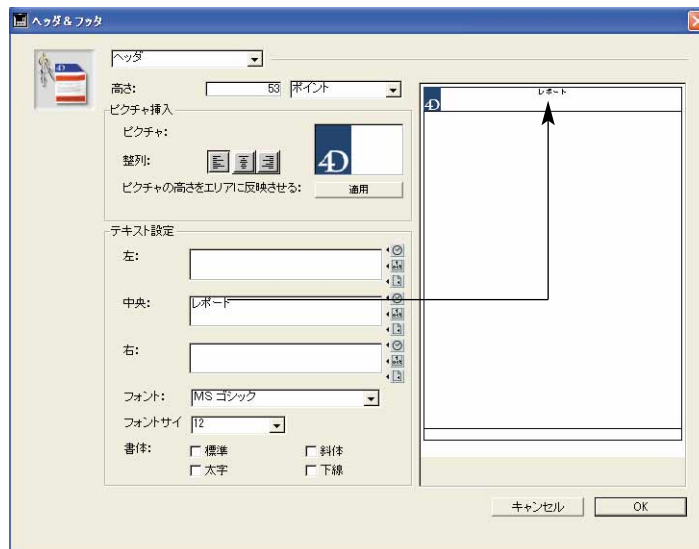 ヘッダ & フッタ
ヘッダ
高さ: 53 ポイント
ピクチャ挿入
ピクチャ:
整列:
4D
ピクチャの高さをエリアに反映させる: 適用
テキスト設定
左:
中央: レポート
右:
フォント: MS ゴシック
フォントサイ 12
書体: 標準 斜体
太字 下線
4D
レポート
キャンセル OK